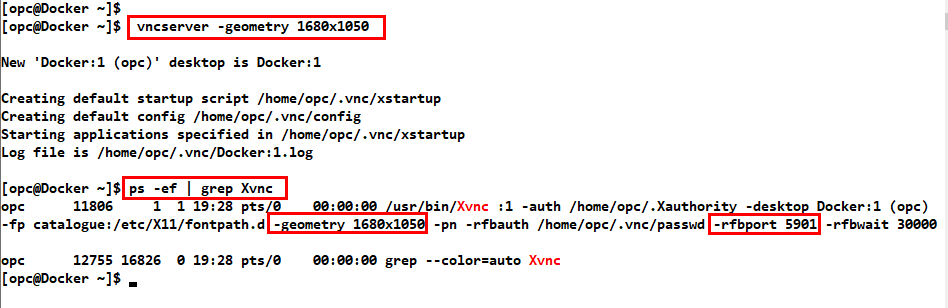 [opc@Docker ~]$
[opc@Docker ~]$ vncserver -geometry 1680x1050
New 'Docker:1 (opc)' desktop is Docker:1
Creating default startup script /home/opc/.vnc/xstartup
Creating default config /home/opc/.vnc/config
Starting applications specified in /home/opc/.vnc/xstartup
Log file is /home/opc/.vnc/Docker:1.log
[opc@Docker ~]$ ps -ef | grep Xvnc
opc      11806     1  1 19:28 pts/0    00:00:00 /usr/bin/Xvnc :1 -auth /home/opc/.Xauthority -desktop Docker:1 (opc)
-fp catalogue:/etc/X11/fontpath.d -geometry 1680x1050 -pn -rfbauth /home/opc/.vnc/passwd -rfbport 5901 -rfbwait 30000
opc      12755 16826  0 19:28 pts/0    00:00:00 grep --color=auto Xvnc
[opc@Docker ~]$